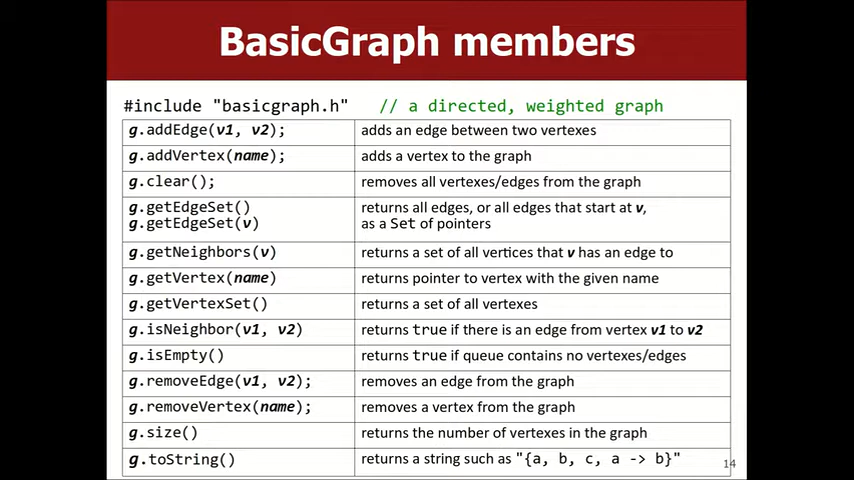 BasicGraph members
#include "basicgraph.h" // a directed, weighted graph
g.addEdge(v1, v2); adds an edge between two vertexes
g.addVertex(name); adds a vertex to the graph
g.clear(); removes all vertexes/edges from the graph
g.getEdgeSet() returns all edges, or all edges that start at v,
g.getEdgeSet(v) as a Set of pointers
g.getNeighbors(v) returns a set of all vertices that v has an edge to
g.getVertex(name) returns pointer to vertex with the given name
g.getVertexSet() returns a set of all vertexes
g.isNeighbor(v1, v2) returns true if there is an edge from vertex v1 to v2
g.isEmpty() returns true if queue contains no vertexes/edges
g.removeEdge(v1, v2); removes an edge from the graph
g.removeVertex(name); removes a vertex from the graph
g.size() returns the number of vertexes in the graph
g.toString() returns a string such as "{a, b, c, a -> b}"
14